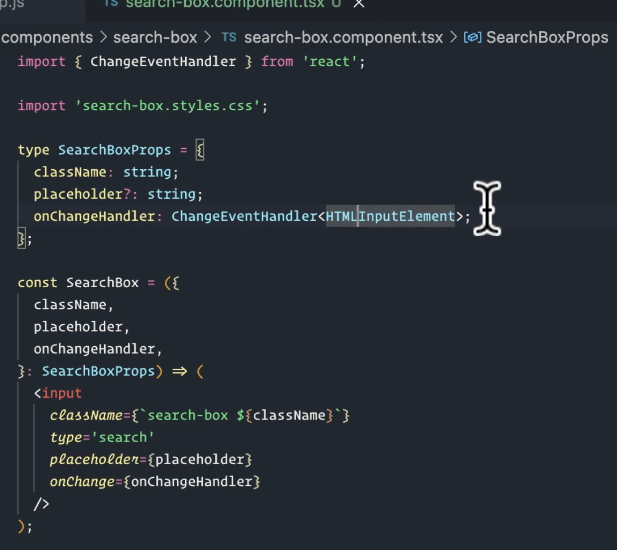 p.js TS search-box.component.tsx U ×
components > search-box > TS search-box.component.tsx > SearchBoxProps
import { ChangeEventHandler } from 'react';
import 'search-box.styles.css';
type SearchBoxProps = {
className: string;
placeholder?: string;
onChangeHandler: ChangeEventHandler<HTMLInputElement>;
};
const SearchBox = ({
className,
placeholder,
onChangeHandler,
}: SearchBoxProps) => (
<input
className={`search-box ${className}`}
type='search'
placeholder={placeholder}
onChange={onChangeHandler}
/>
);